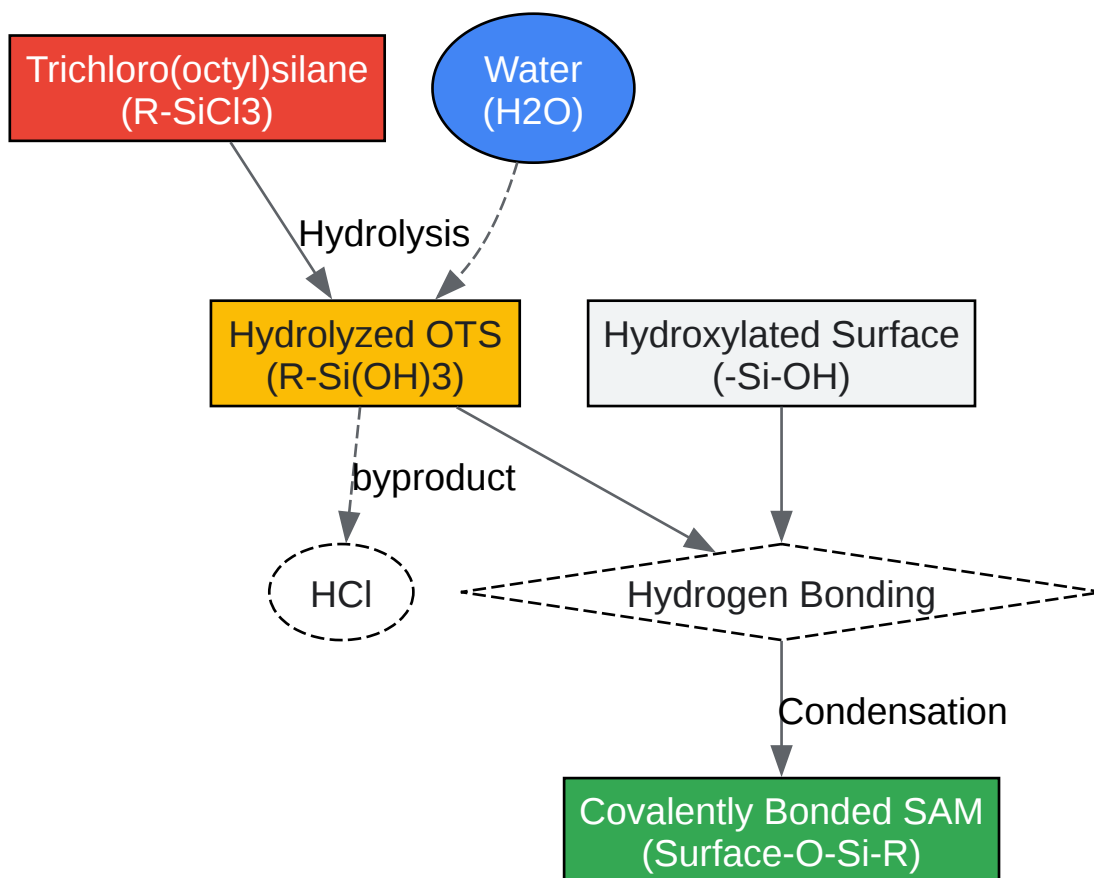 Trichloro(octyl)silane
(R-SiCl3)
Water
(H2O)
Hydrolysis
Hydrolyzed OTS
(R-Si(OH)3)
Hydroxylated Surface
(-Si-OH)
byproduct
HCl
Hydrogen Bonding
Condensation
Covalently Bonded SAM
(Surface-O-Si-R)